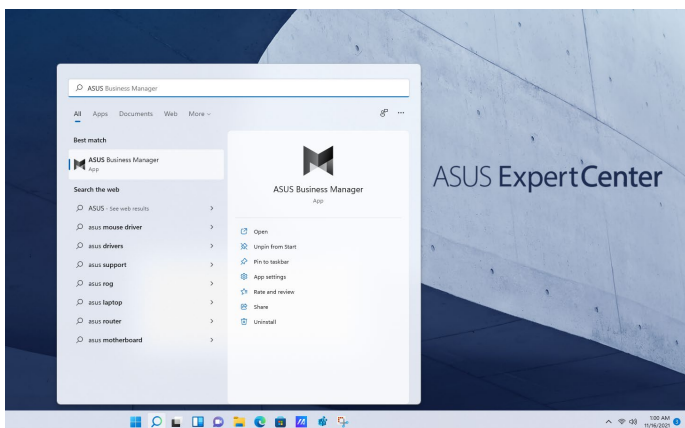 ASUS Business Manager
All Apps Documents Web More
Best match
ASUS Business Manager
App
Search the web
ASUS - See web results
asus mouse driver
asus drivers
asus support
asus rog
asus laptop
asus router
asus motherboard
ASUS Business Manager
App
Open
Unpin from Start
Pin to taskbar
App settings
Rate and review
Share
Uninstall
ASUS ExpertCenter
1:00 AM
11/16/2021